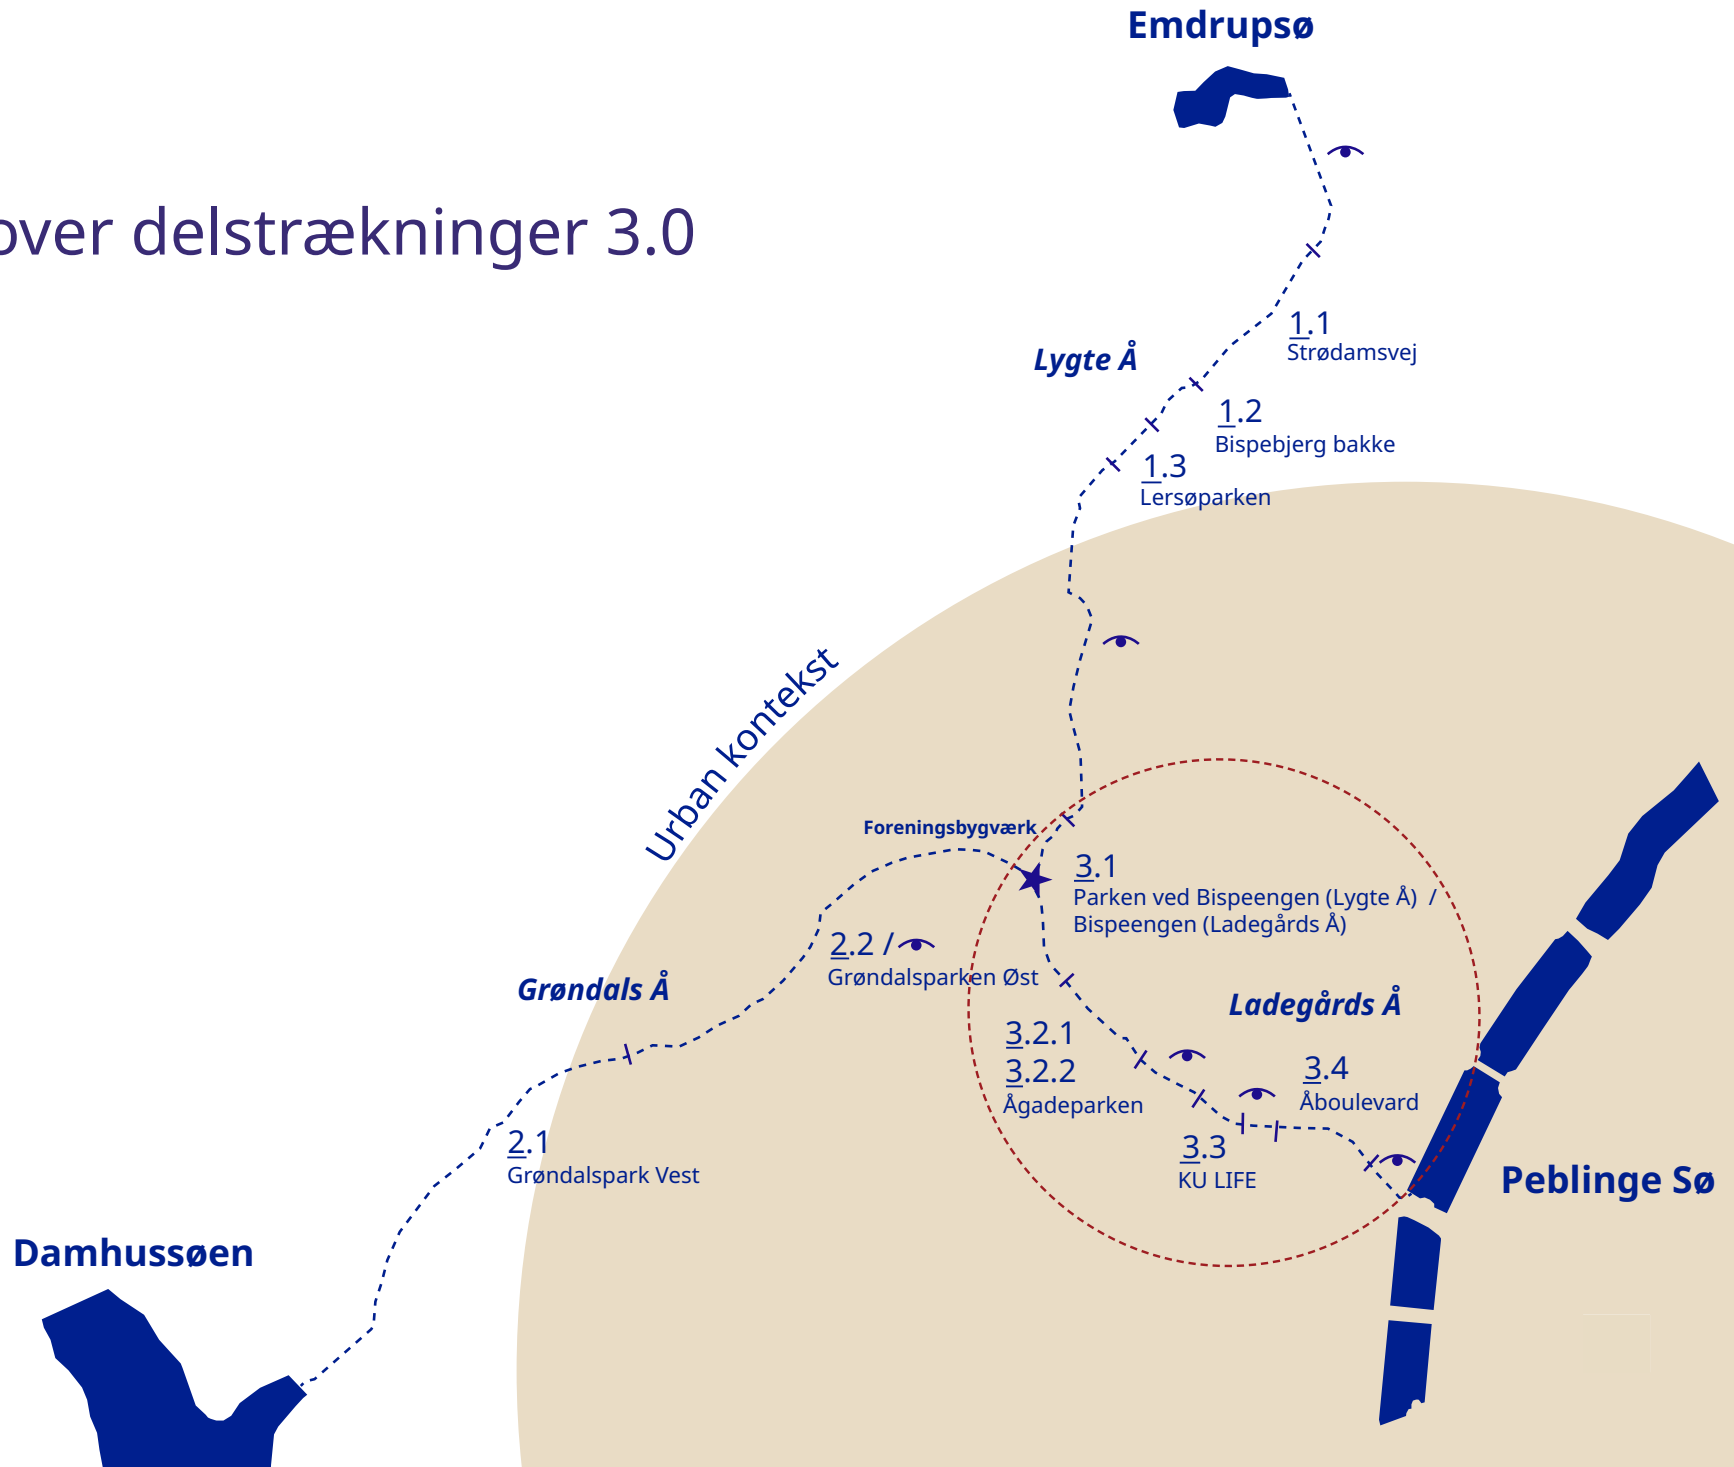 Emdrupsø
over delstrækninger 3.0
1.1
Strødamsvej
Lygte Å
1.2
Bispebjerg bakke
1.3
Lersøparken
Urban kontekst
Foreningsbygværk
3.1
Parken ved Bispeengen (Lygte Å) /
Bispeengen (Ladegårds Å)
2.2 /
Grøndalsparken Øst
Grøndals Å
Ladegårds Å
3.2.1
3.2.2
Ågadeparken
3.4
Åboulevard
3.3
KU LIFE
2.1
Grøndalspark Vest
Peblinge Sø
Damhussøen